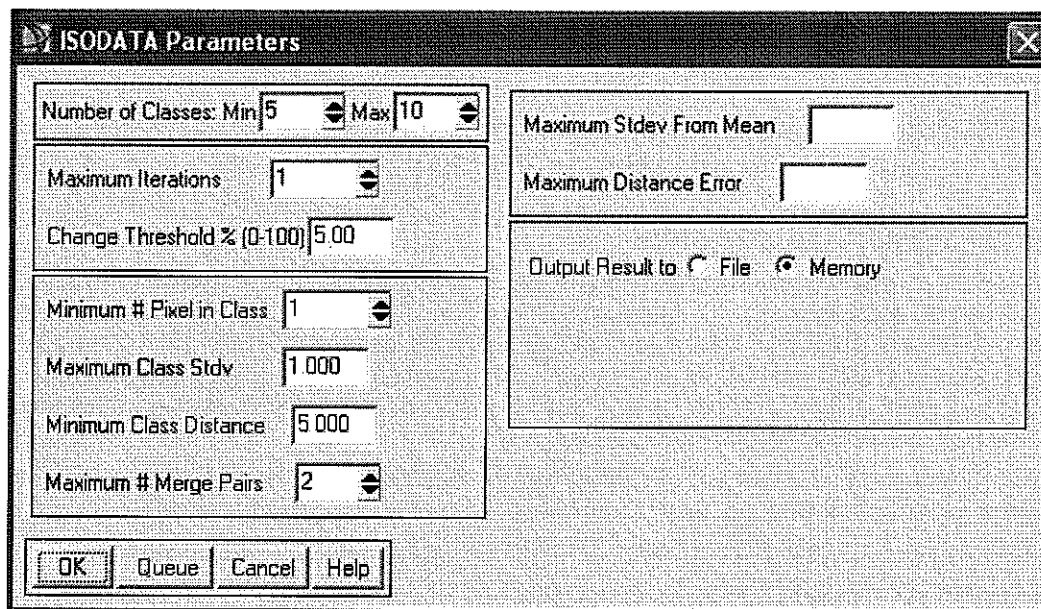 ISODATA Parameters
Number of Classes: Min 5 Max 10
Maximum Iterations 1
Change Threshold % (0-100) 5.00
Minimum # Pixel in Class 1
Maximum Class Stdv 1.000
Minimum Class Distance 5.000
Maximum # Merge Pairs 2
Maximum Stdev From Mean
Maximum Distance Error
Output Result to File Memory
OK Queue Cancel Help